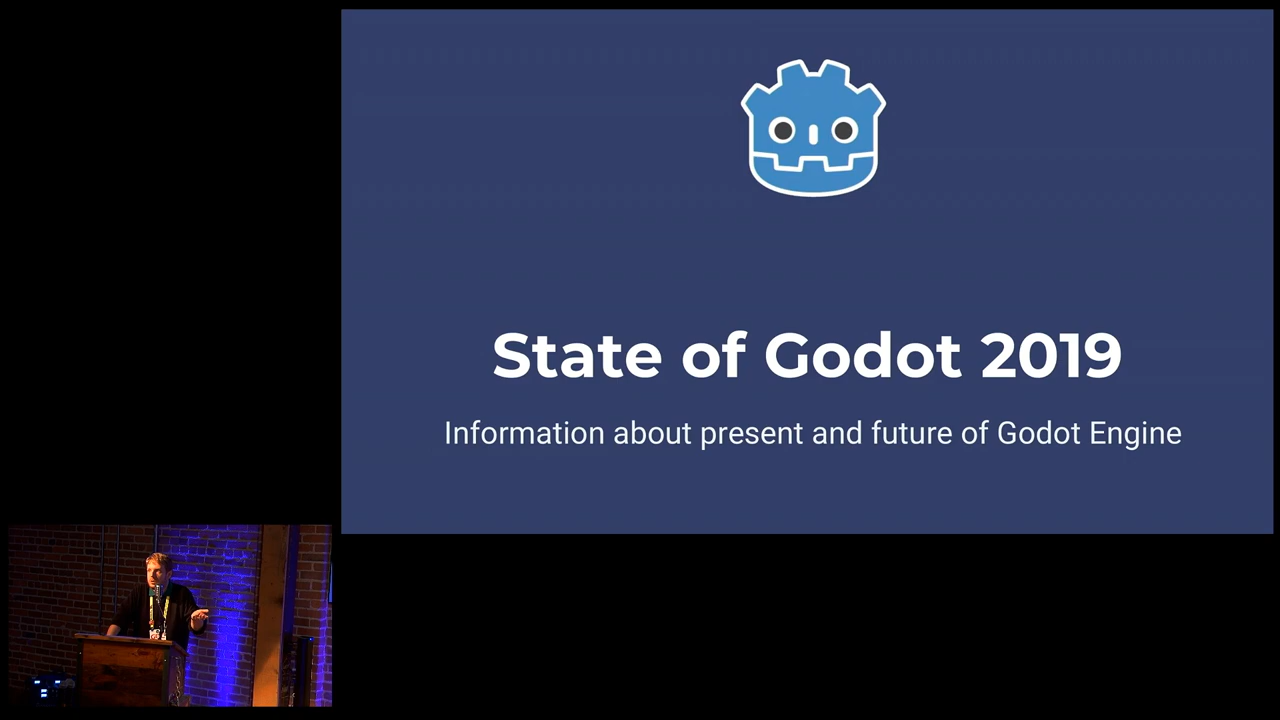 State of Godot 2019
Information about present and future of Godot Engine